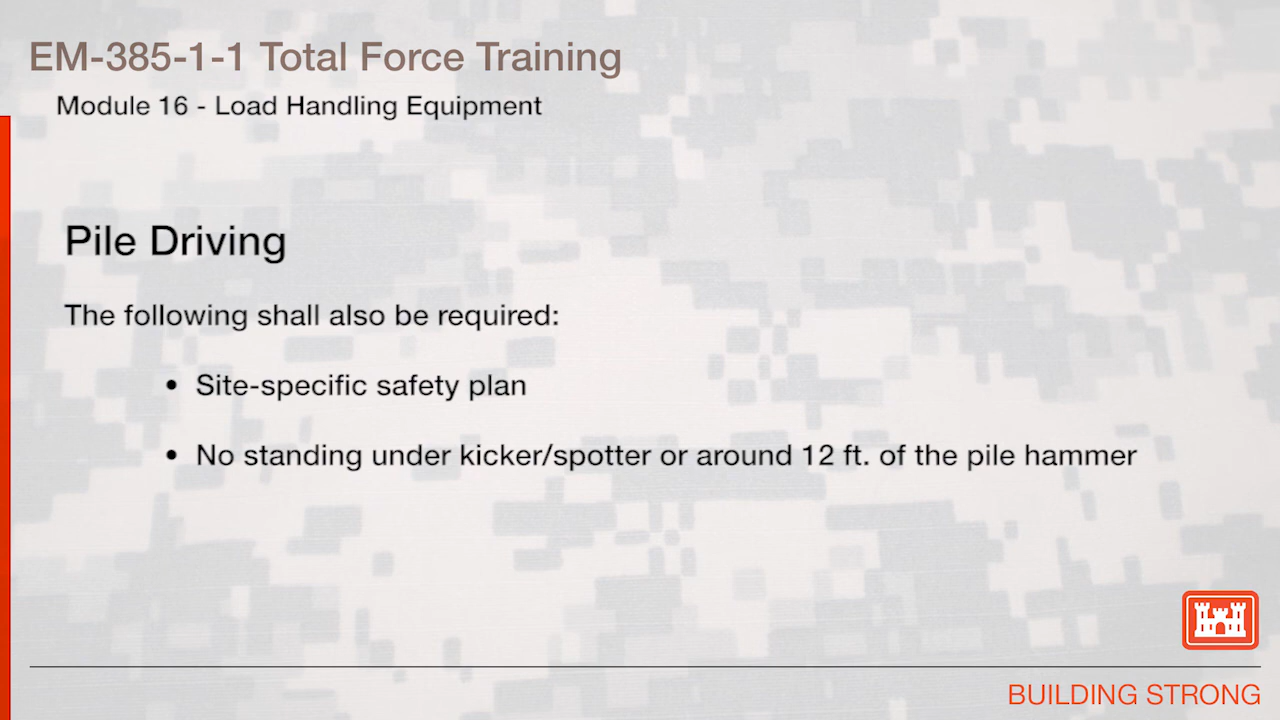 EM-385-1-1 Total Force Training
Module 16 - Load Handling Equipment
Pile Driving
The following shall also be required:
• Site-specific safety plan
• No standing under kicker/spotter or around 12 ft. of the pile hammer
BUILDING STRONG